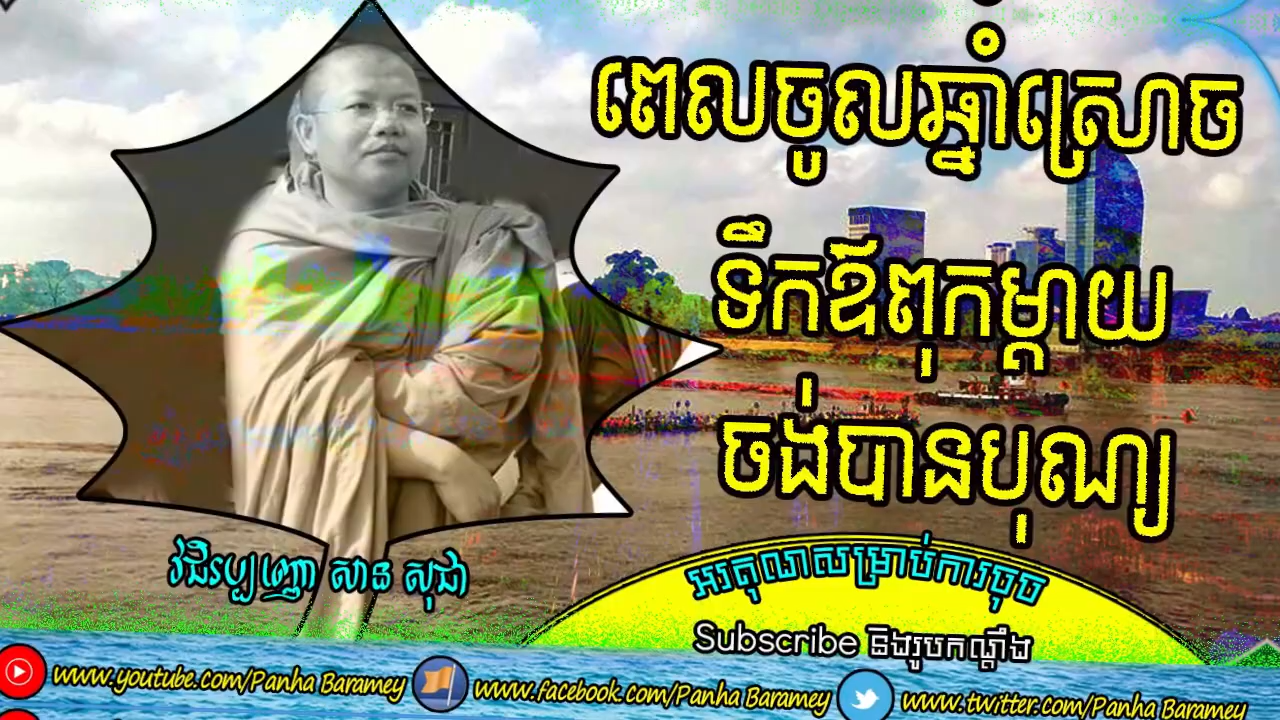 ពេលចូលឆ្នាំស្រោច
ទឹកឪពុកម្ដាយ
ចង់បានបុណ្យ
វជិរប្បញ្ញោ សាន សុជា
អរគុណសម្រាប់ការចុច
Subscribe និងរូបកណ្ដឹង
www.youtube.com/Panha Baramey
www.facebook.com/Panha Baramey
www.twitter.com/Panha Baramey